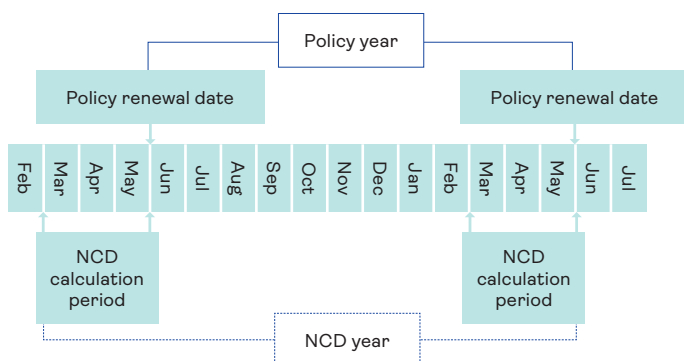 Policy year
Policy renewal date
Policy renewal date
Feb Mar Apr May Jun Jul Aug Sep Oct Nov Dec Jan Feb Mar Apr May Jun Jul
NCD
calculation
period
NCD
calculation
period
NCD year